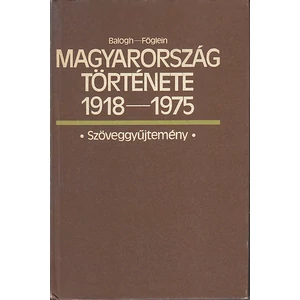 Balogh—Föglein
MAGYARORSZÁG
TÖRTÉNETE
1918—1975
• Szöveggyűjtemény •